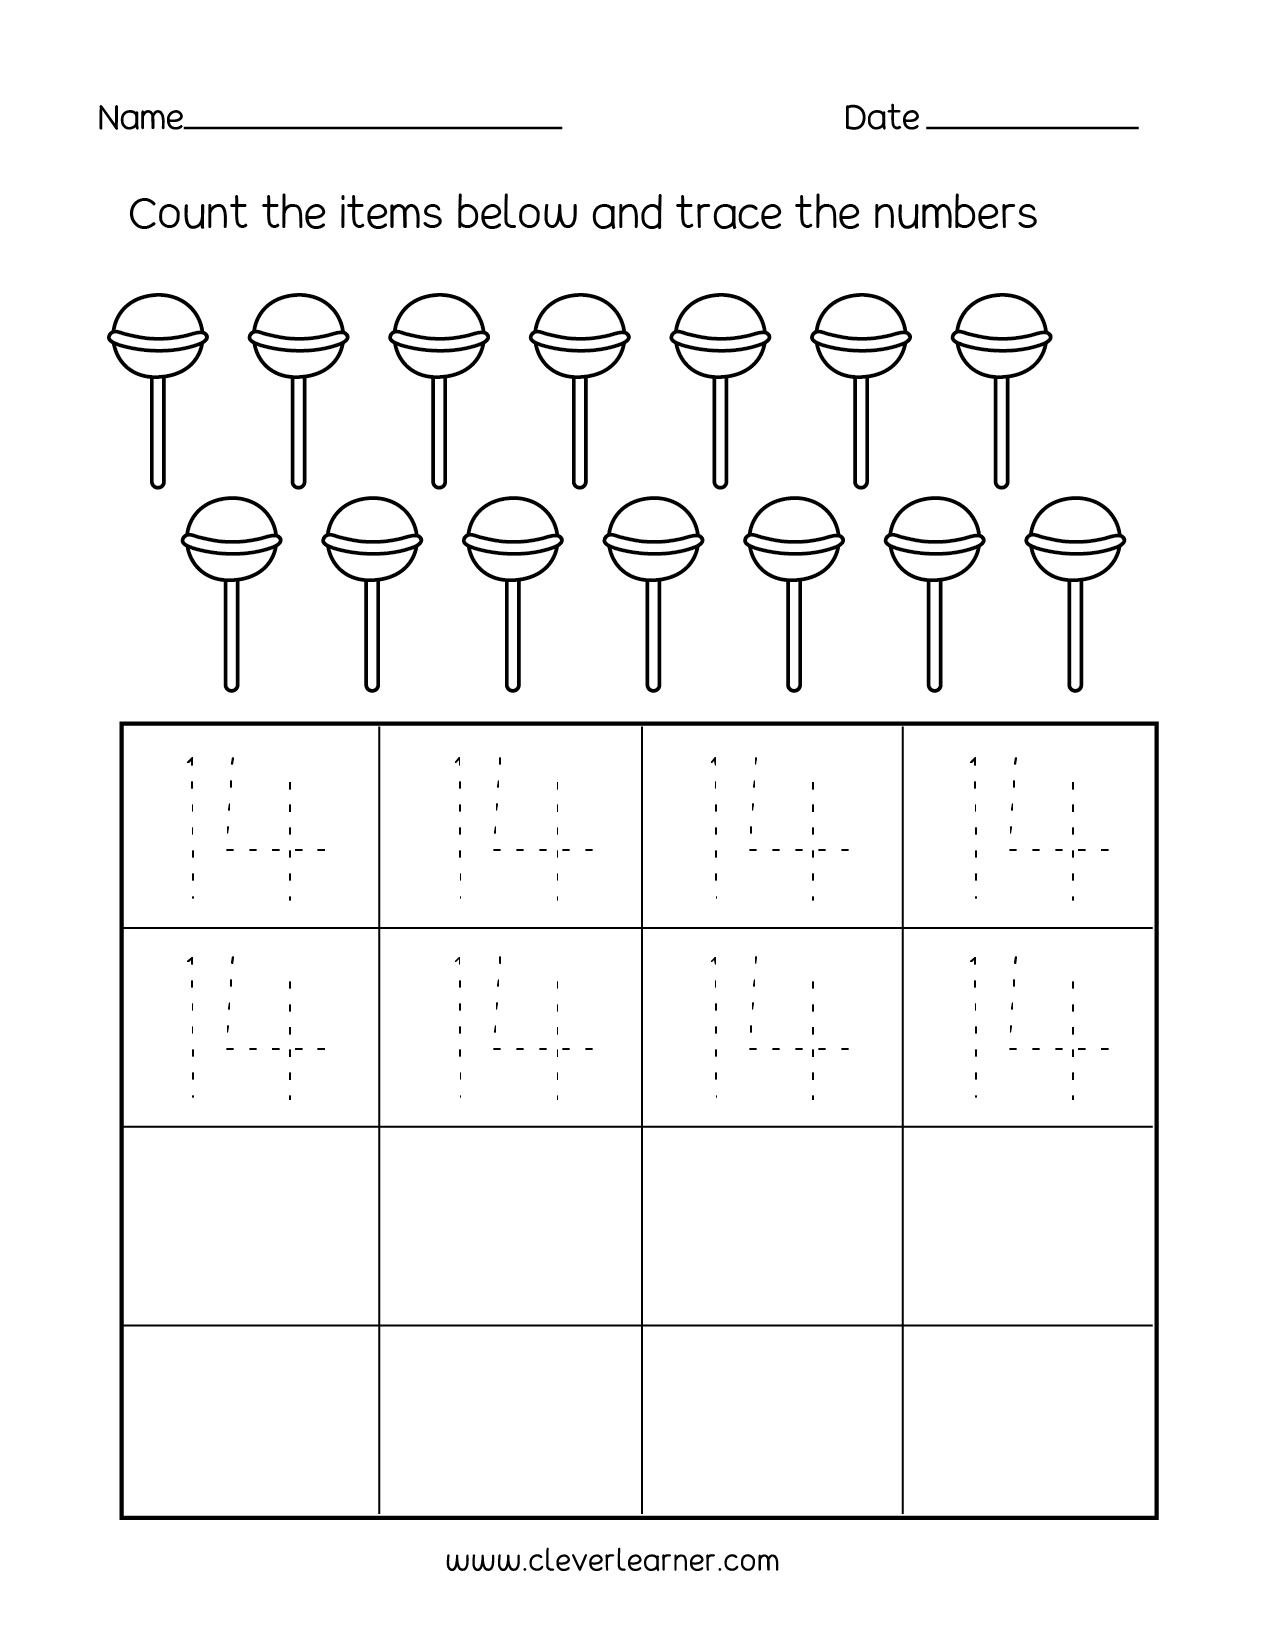 Name Date
Count the items below and trace the numbers
14 14 14 14
14 14 14 14
www.cleverlearner.com